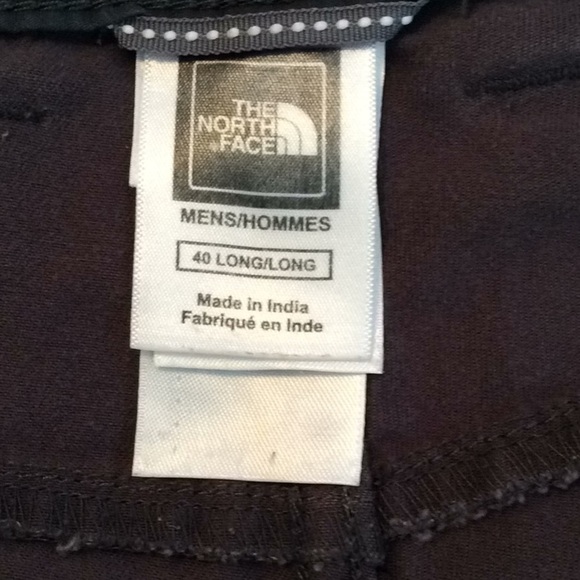 THE
NORTH
FACE
MENS/HOMMES
40 LONG/LONG
Made in India
Fabriqué en Inde